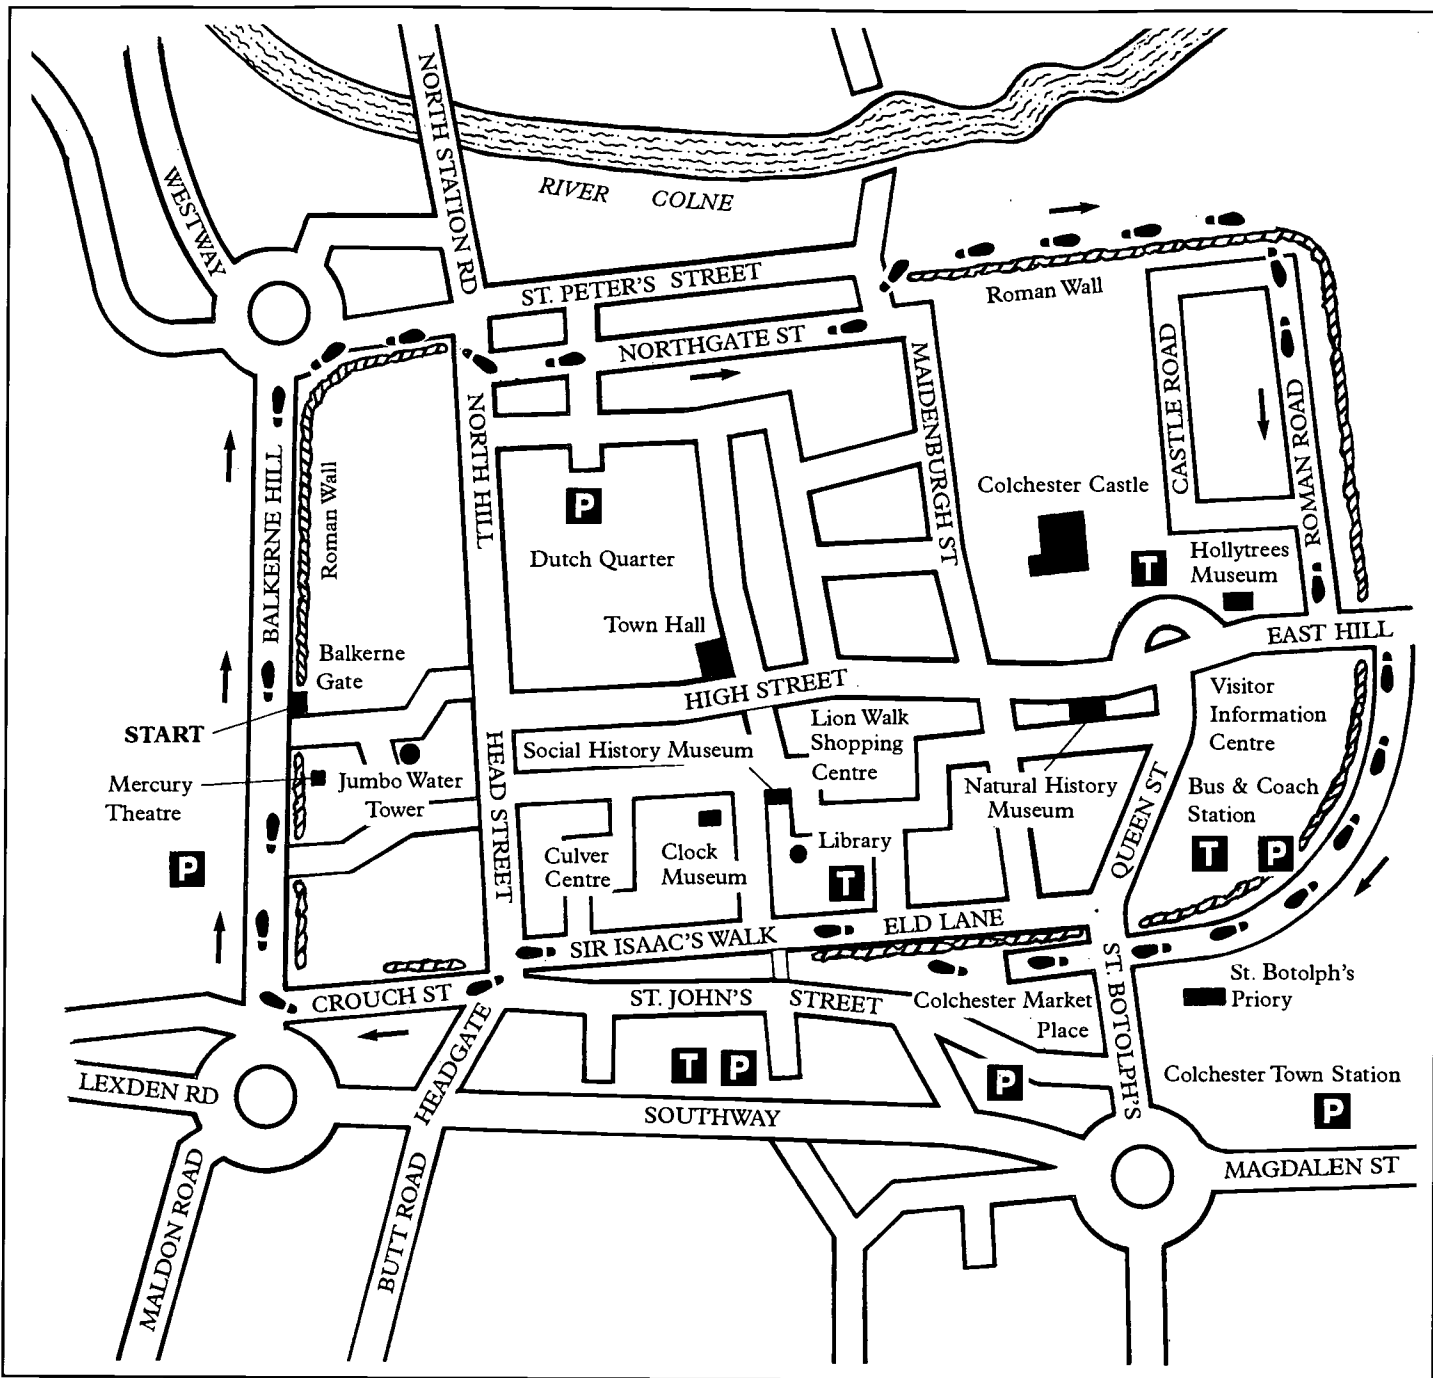 NORTH STATION RD
WESTWAY
RIVER COLNE
ST. PETER'S STREET
Roman Wall
NORTHGATE ST
MAIDENBURGH ST
CASTLE ROAD
ROMAN ROAD
NORTH HILL
BALKERNE HILL
Roman Wall
P
Dutch Quarter
Colchester Castle
T
Hollytrees
Museum
Town Hall
EAST HILL
Balkerne
Gate
START
HIGH STREET
Visitor
Information
Centre
Lion Walk
Shopping
Centre
Social History Museum
HEAD STREET
Mercury
Theatre
Jumbo Water
Tower
Natural History
Museum
QUEEN ST
Bus & Coach
Station
T
P
P
Culver
Centre
Clock
Museum
Library
T
ELD LANE
SIR ISAAC'S WALK
CROUCH ST
ST. JOHN'S STREET
Colchester Market
Place
ST. BOTOLPH'S
St. Botolph's
Priory
HEADGATE
T
P
P
Colchester Town Station
P
LEXDEN RD
SOUTHWAY
MAGDALEN ST
MALDON ROAD
BUTT ROAD